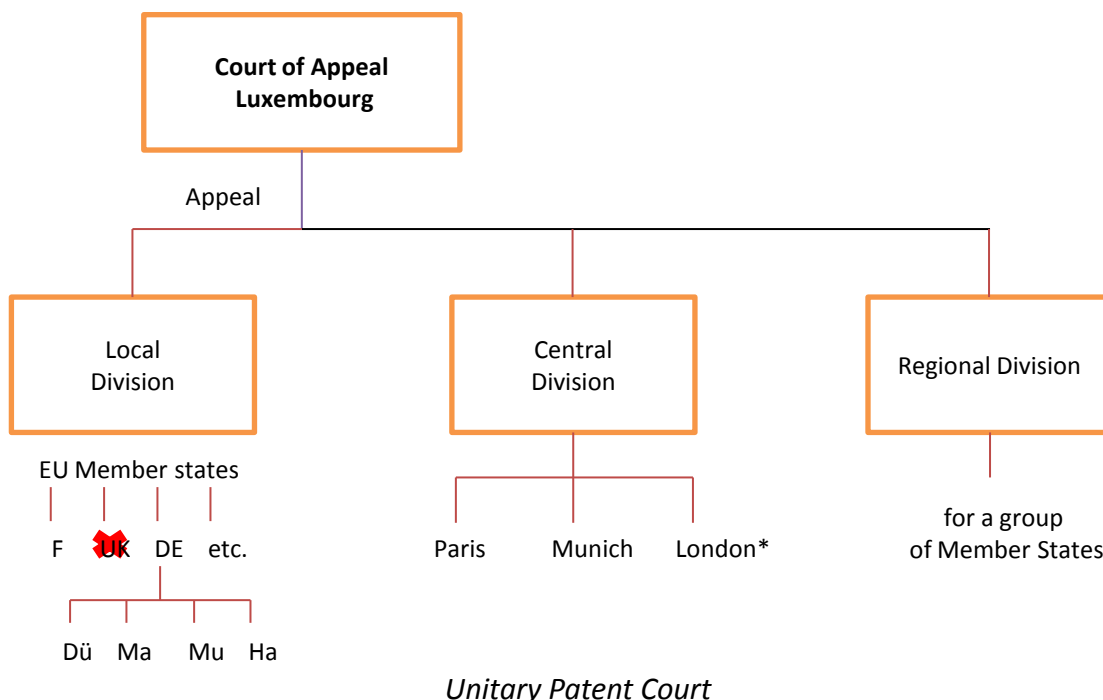 Court of Appeal
Luxembourg
Appeal
Local
Division
Central
Division
Regional Division
EU Member states
F UK DE etc.
Paris Munich London*
for a group
of Member States
Dü Ma Mu Ha
Unitary Patent Court